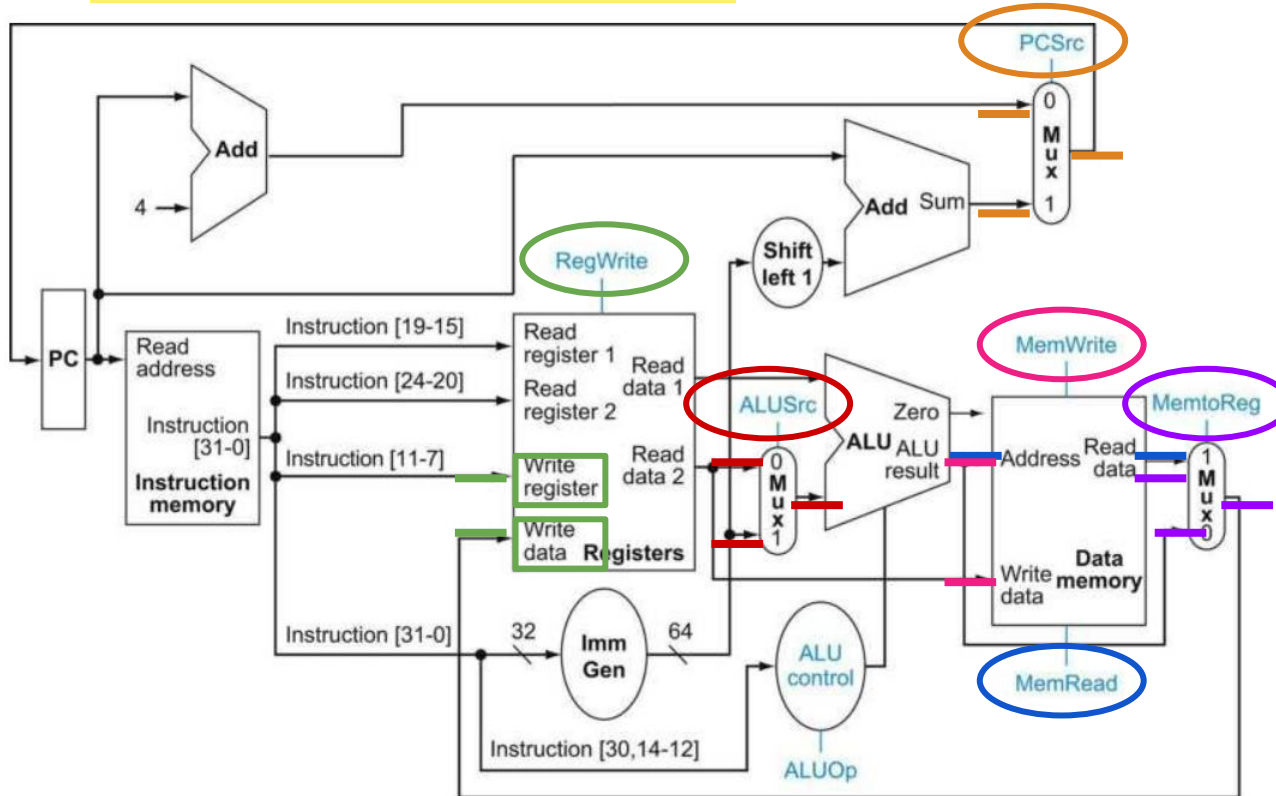 PCSrc
0
M
u
x
1
Add
4
Add Sum
Shift
left 1
RegWrite
PC
Read
address
Instruction
[31-0]
Instruction
memory
Instruction [19-15]
Instruction [24-20]
Instruction [11-7]
Instruction [31-0]
Read
register 1
Read
register 2
Write
register
Write
data
Read
data 1
Read
data 2
Registers
ALUSrc
0
M
u
x
1
Zero
ALU
ALU
result
MemWrite
Address
Read
data
Write
data
Data
memory
MemRead
MemtoReg
1
M
u
x
0
32
Imm
Gen
64
ALU
control
Instruction [30,14-12]
ALUOp